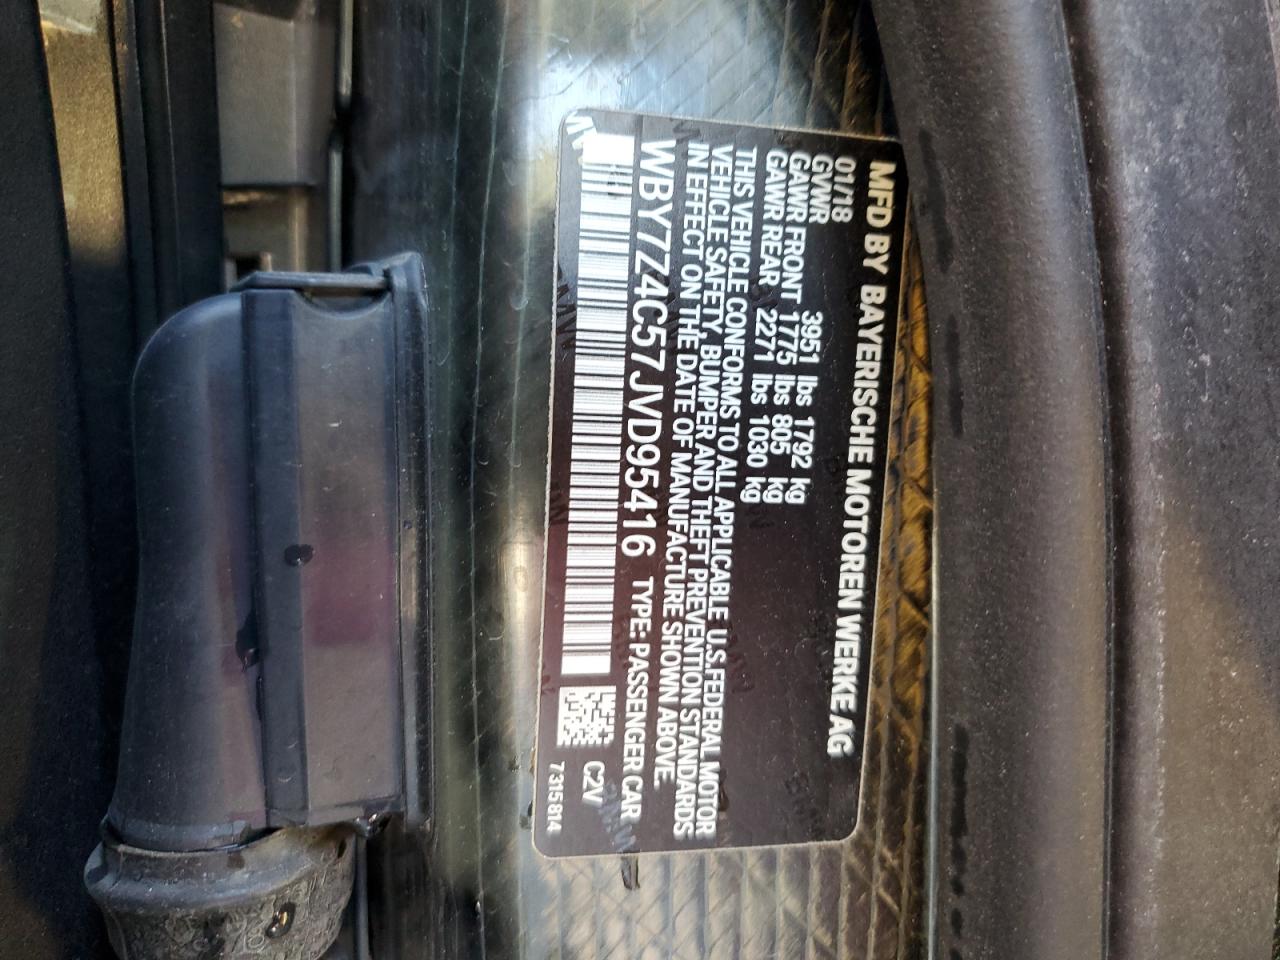 MFD BY BAYERISCHE MOTOREN WERKE AG
01/18
GVWR 3951 lbs 1792 kg
GAWR FRONT 1775 lbs 805 kg
GAWR REAR 2271 lbs 1030 kg
THIS VEHICLE CONFORMS TO ALL APPLICABLE U.S.FEDERAL MOTOR
VEHICLE SAFETY, BUMPER AND THEFT PREVENTION STANDARDS
IN EFFECT ON THE DATE OF MANUFACTURE SHOWN ABOVE.
WBY7Z4C57JVD95416 TYPE: PASSENGER CAR
C2V
7315814